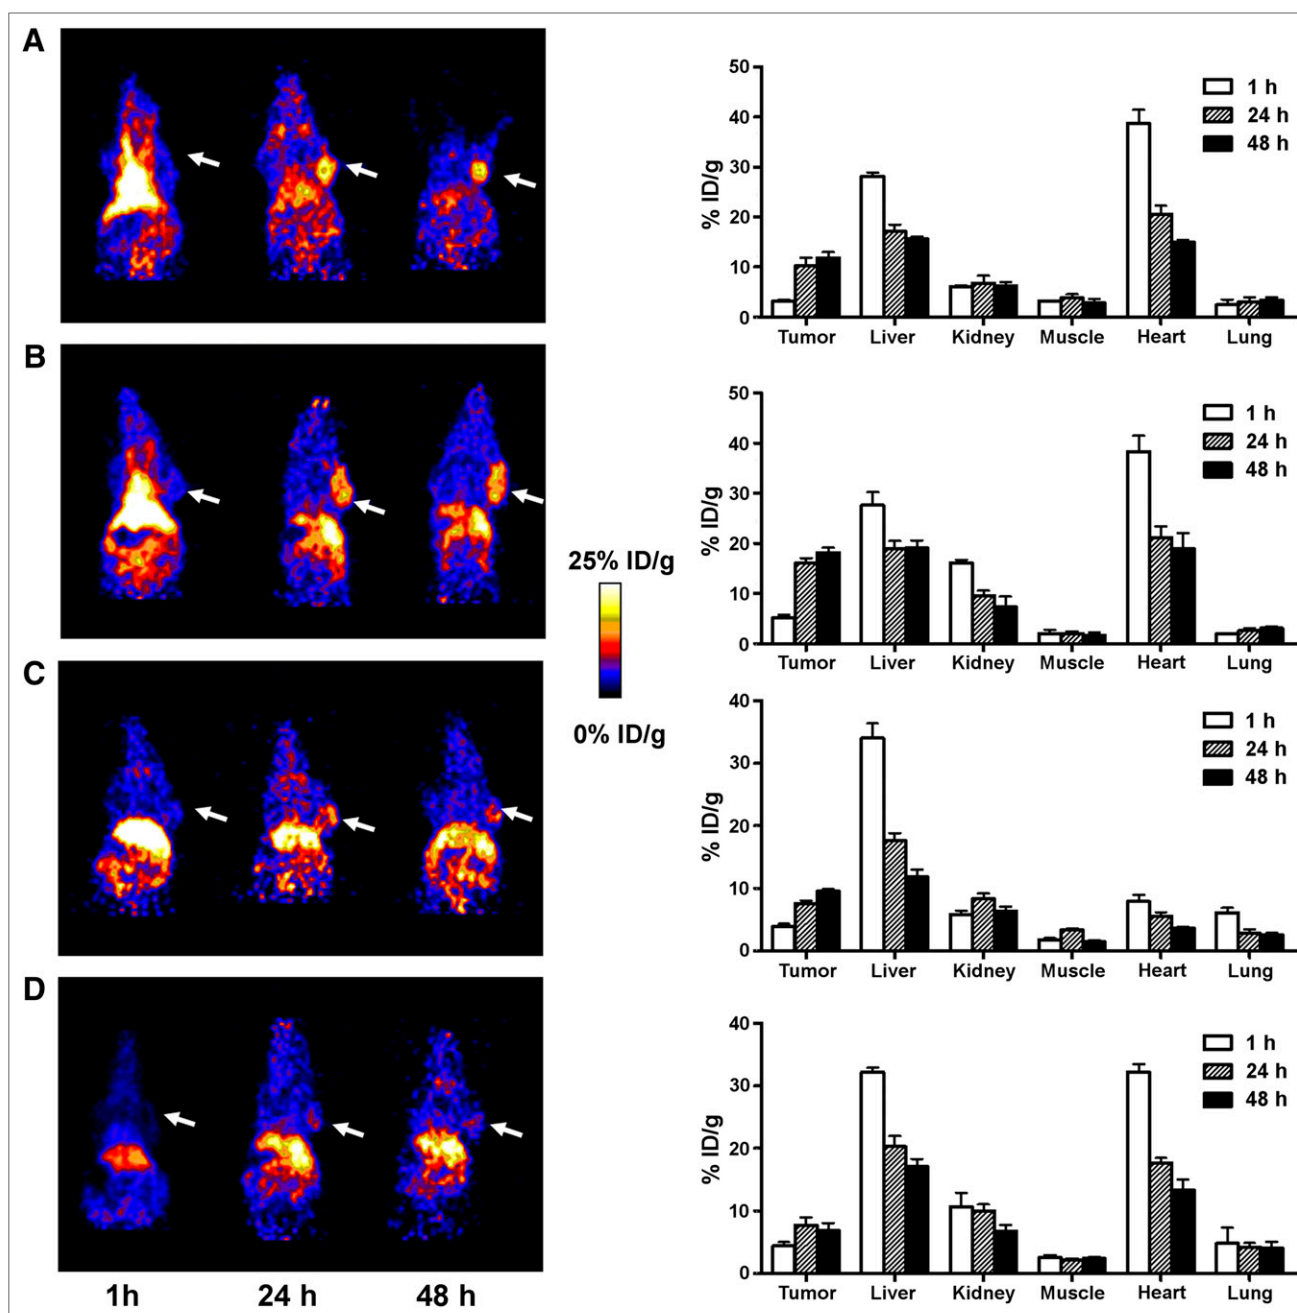 A
50
40
30
20
10
0
% ID/g
1 h
24 h
48 h
Tumor Liver Kidney Muscle Heart Lung
B
50
40
30
20
10
0
% ID/g
1 h
24 h
48 h
Tumor Liver Kidney Muscle Heart Lung
25% ID/g
0% ID/g
C
40
30
20
10
0
% ID/g
1 h
24 h
48 h
Tumor Liver Kidney Muscle Heart Lung
D
40
30
20
10
0
% ID/g
1 h
24 h
48 h
Tumor Liver Kidney Muscle Heart Lung
1h 24 h 48 h